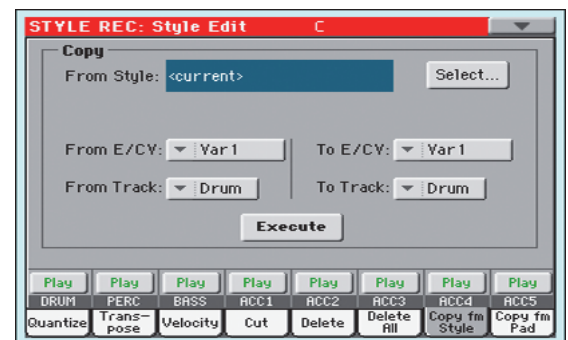 STYLE REC: Style Edit C
Copy
From Style: <current> Select...
From E/CV: Var1 To E/CV: Var1
From Track: Drum To Track: Drum
Execute
Play Play Play Play Play Play Play Play
DRUM PERC BASS ACC1 ACC2 ACC3 ACC4 ACC5
Quantize Trans- Velocity Cut Delete Delete Copy fm Copy fm
pose All Style Pad